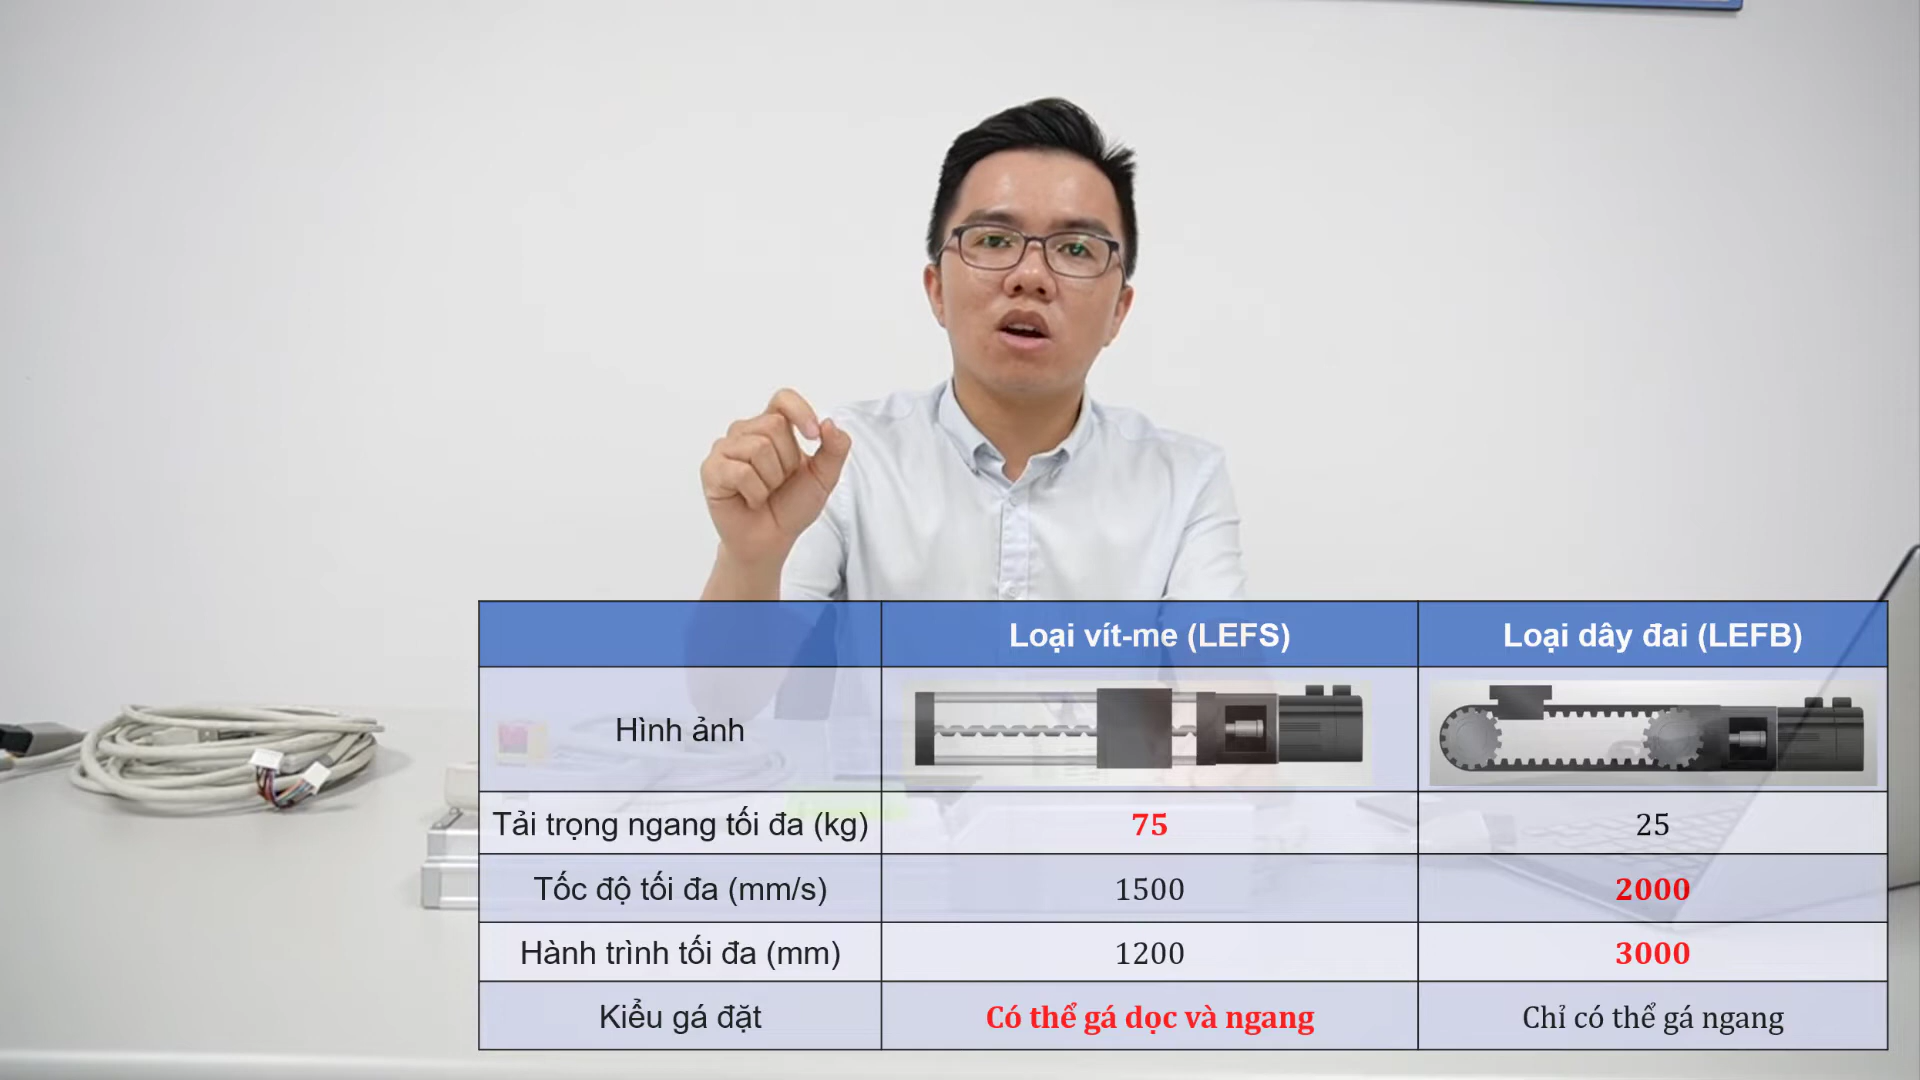 Loại vít-me (LEFS) Loại dây đai (LEFB)
Hình ảnh
Tải trọng ngang tối đa (kg) 75 25
Tốc độ tối đa (mm/s) 1500 2000
Hành trình tối đa (mm) 1200 3000
Kiểu gá đặt Có thể gá dọc và ngang Chỉ có thể gá ngang